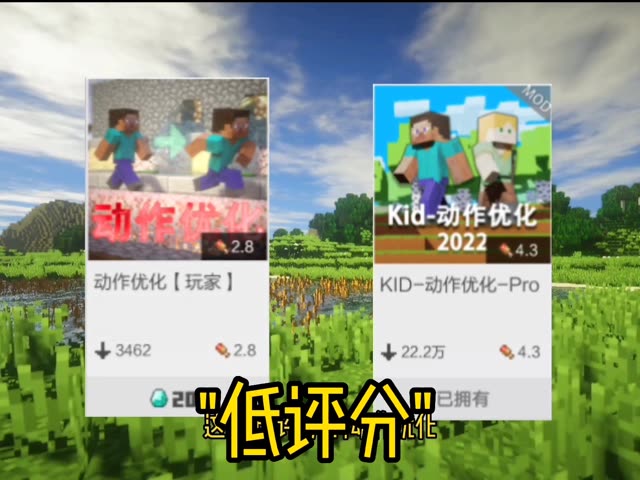 动作优化
2.8
动作优化【玩家】
3462
2.8
20
MOD
Kid-动作优化
2022
4.3
KID-动作优化-Pro
22.2万
4.3
已拥有
"低评分"